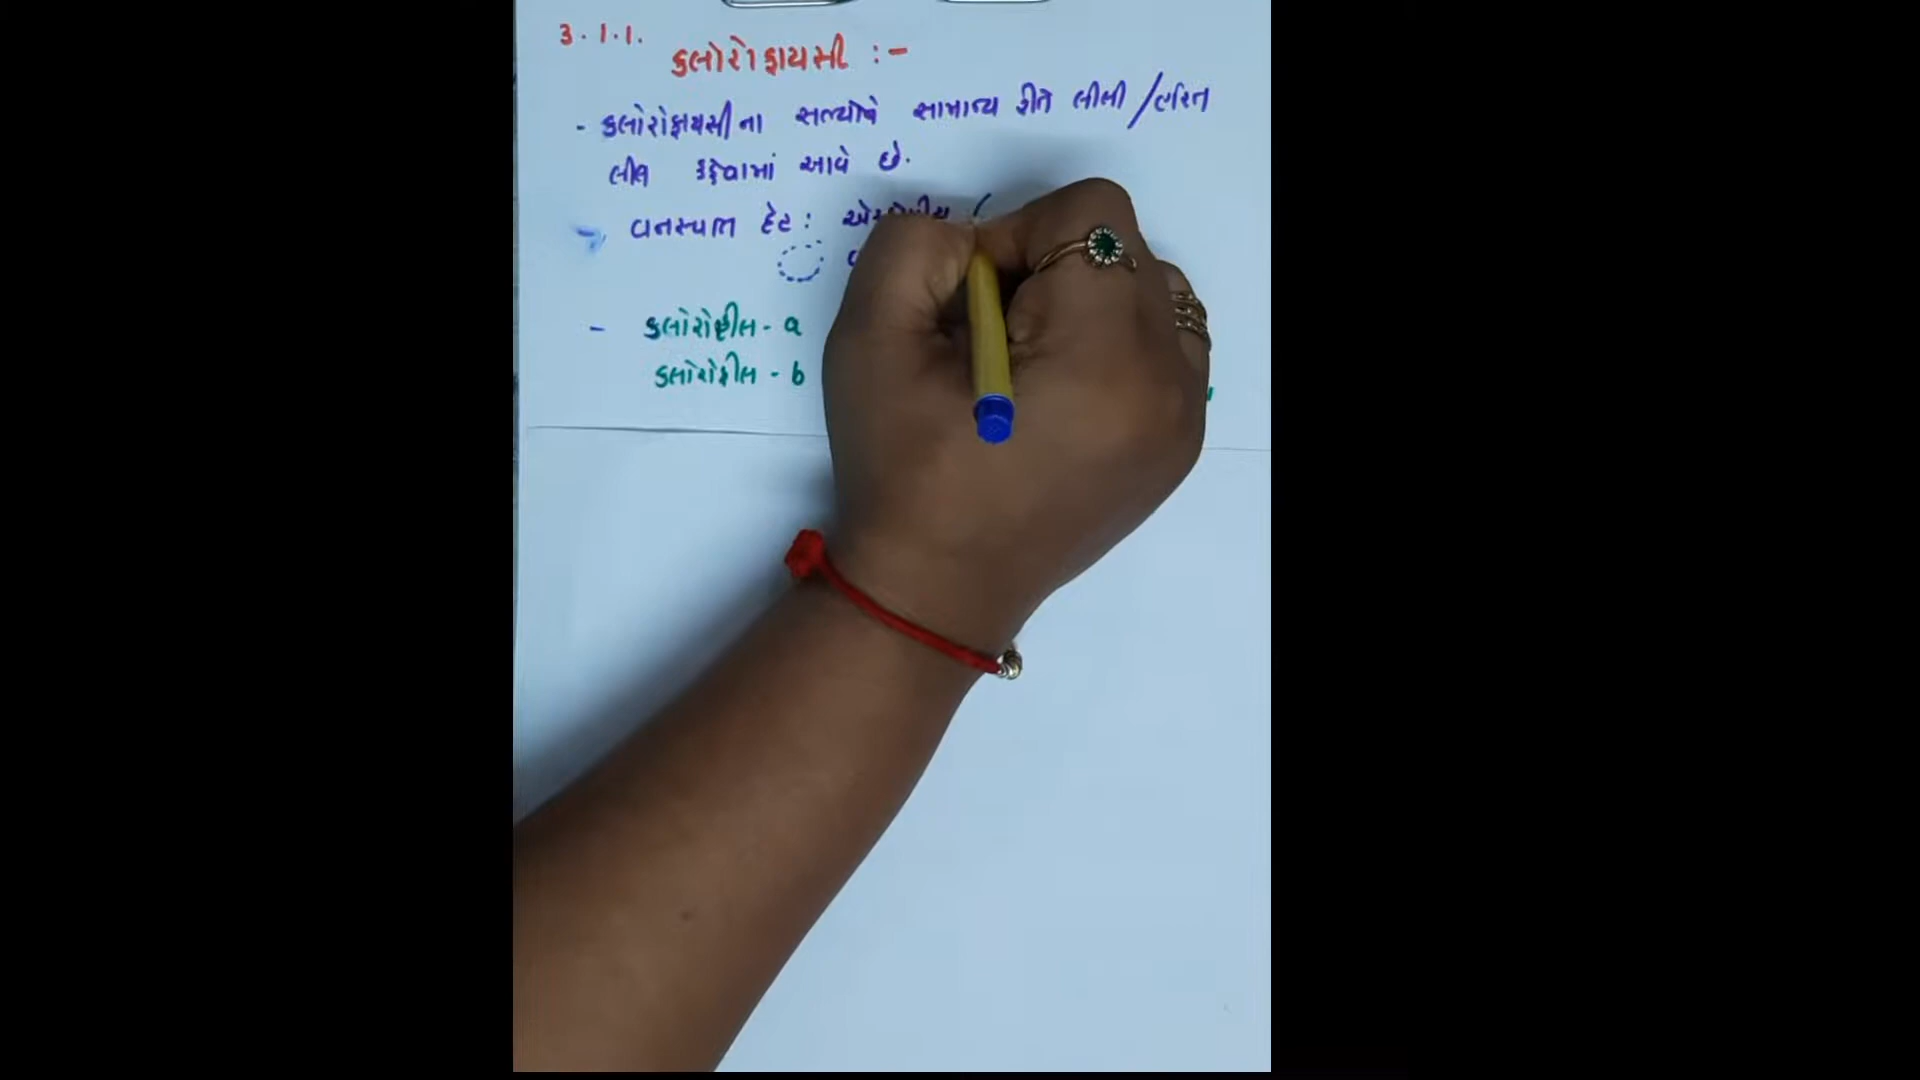 3.1.1.
ક્લોરોફાયસી :-
- ક્લોરોફાયસીના સભ્યોને સામાન્ય રીતે લીલી / હરિત
લીલ કહેવામાં આવે છે.
વનસ્પતિ દેહ :
- ક્લોરોફીલ - a
ક્લોરોફીલ - b